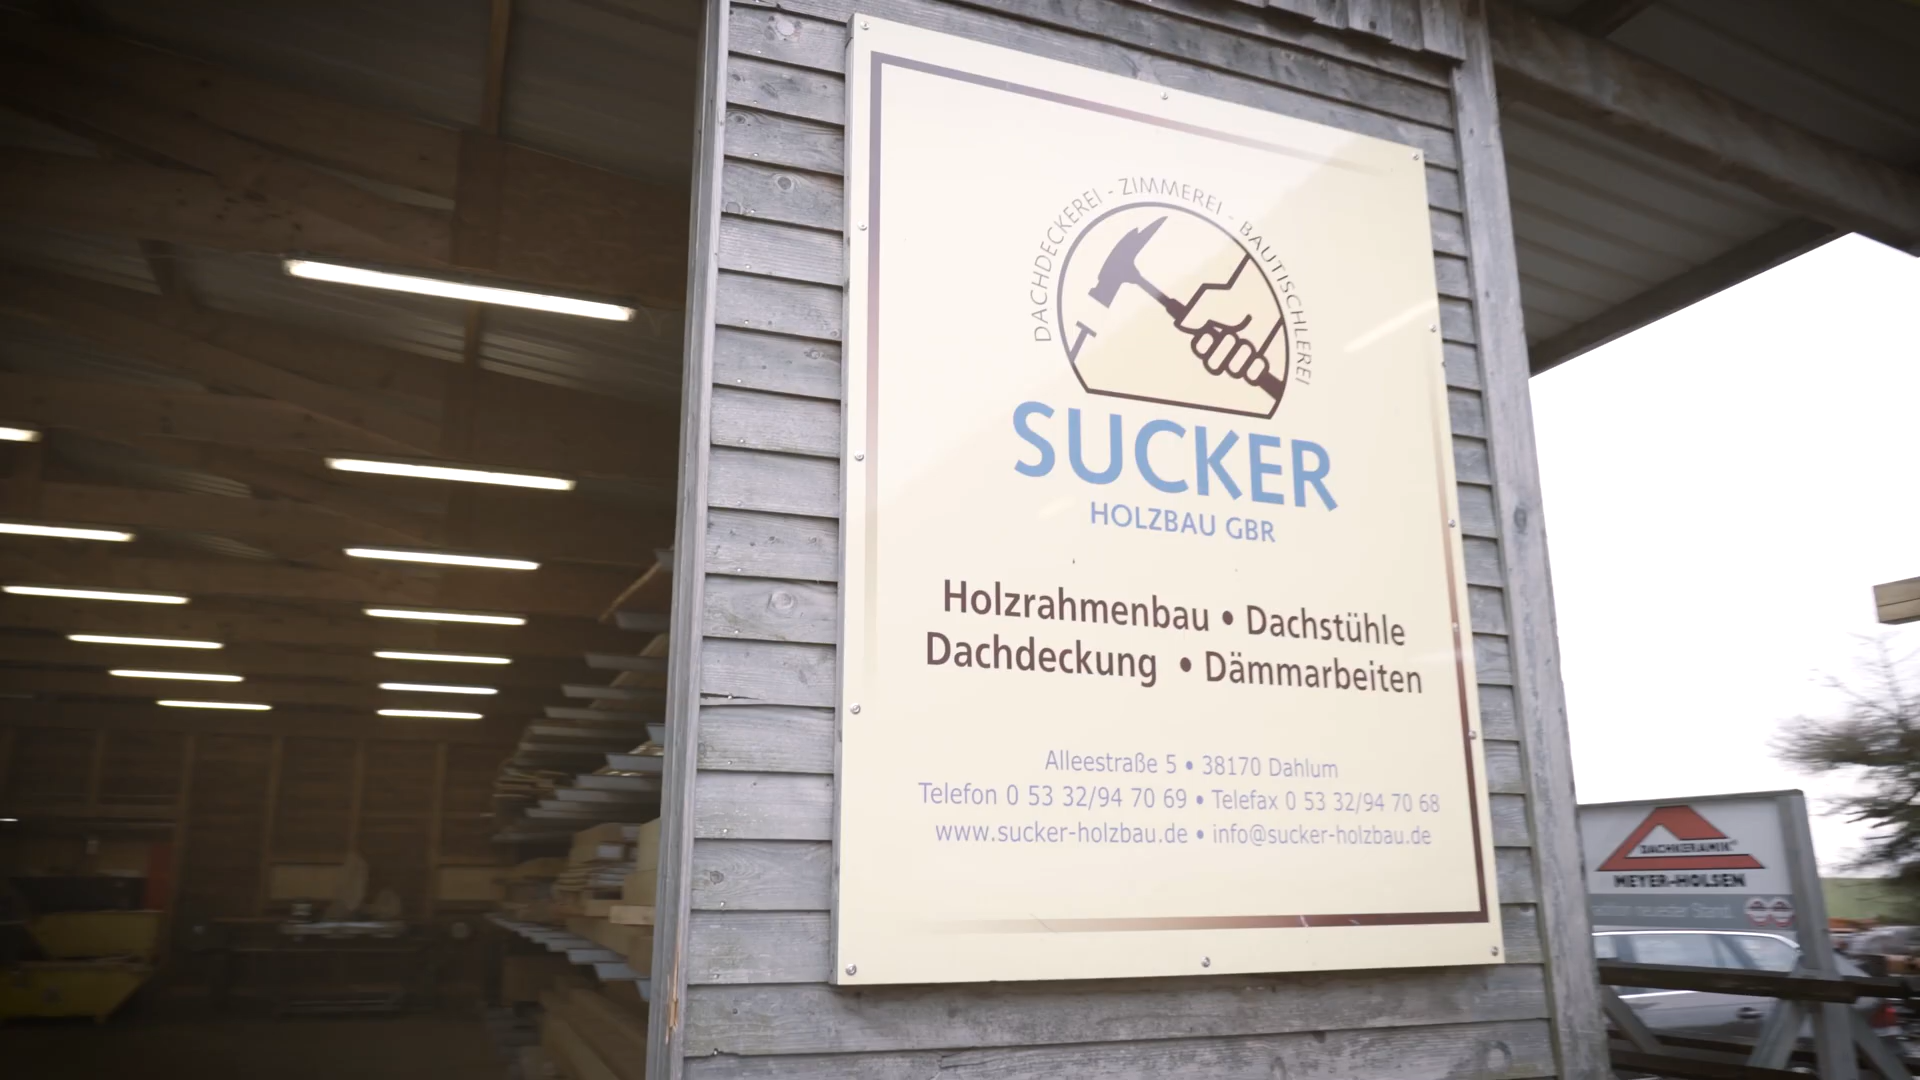 DACHDECKEREI - ZIMMEREI - BAUTISCHLEREI
SUCKER
HOLZBAU GBR
Holzrahmenbau • Dachstühle
Dachdeckung • Dämmarbeiten
Alleestraße 5 • 38170 Dahlum
Telefon 0 53 32/94 70 69 • Telefax 0 53 32/94 70 68
www.sucker-holzbau.de • info@sucker-holzbau.de
DACHKERAMIK
MEYER-HOLSEN
neuester Stand